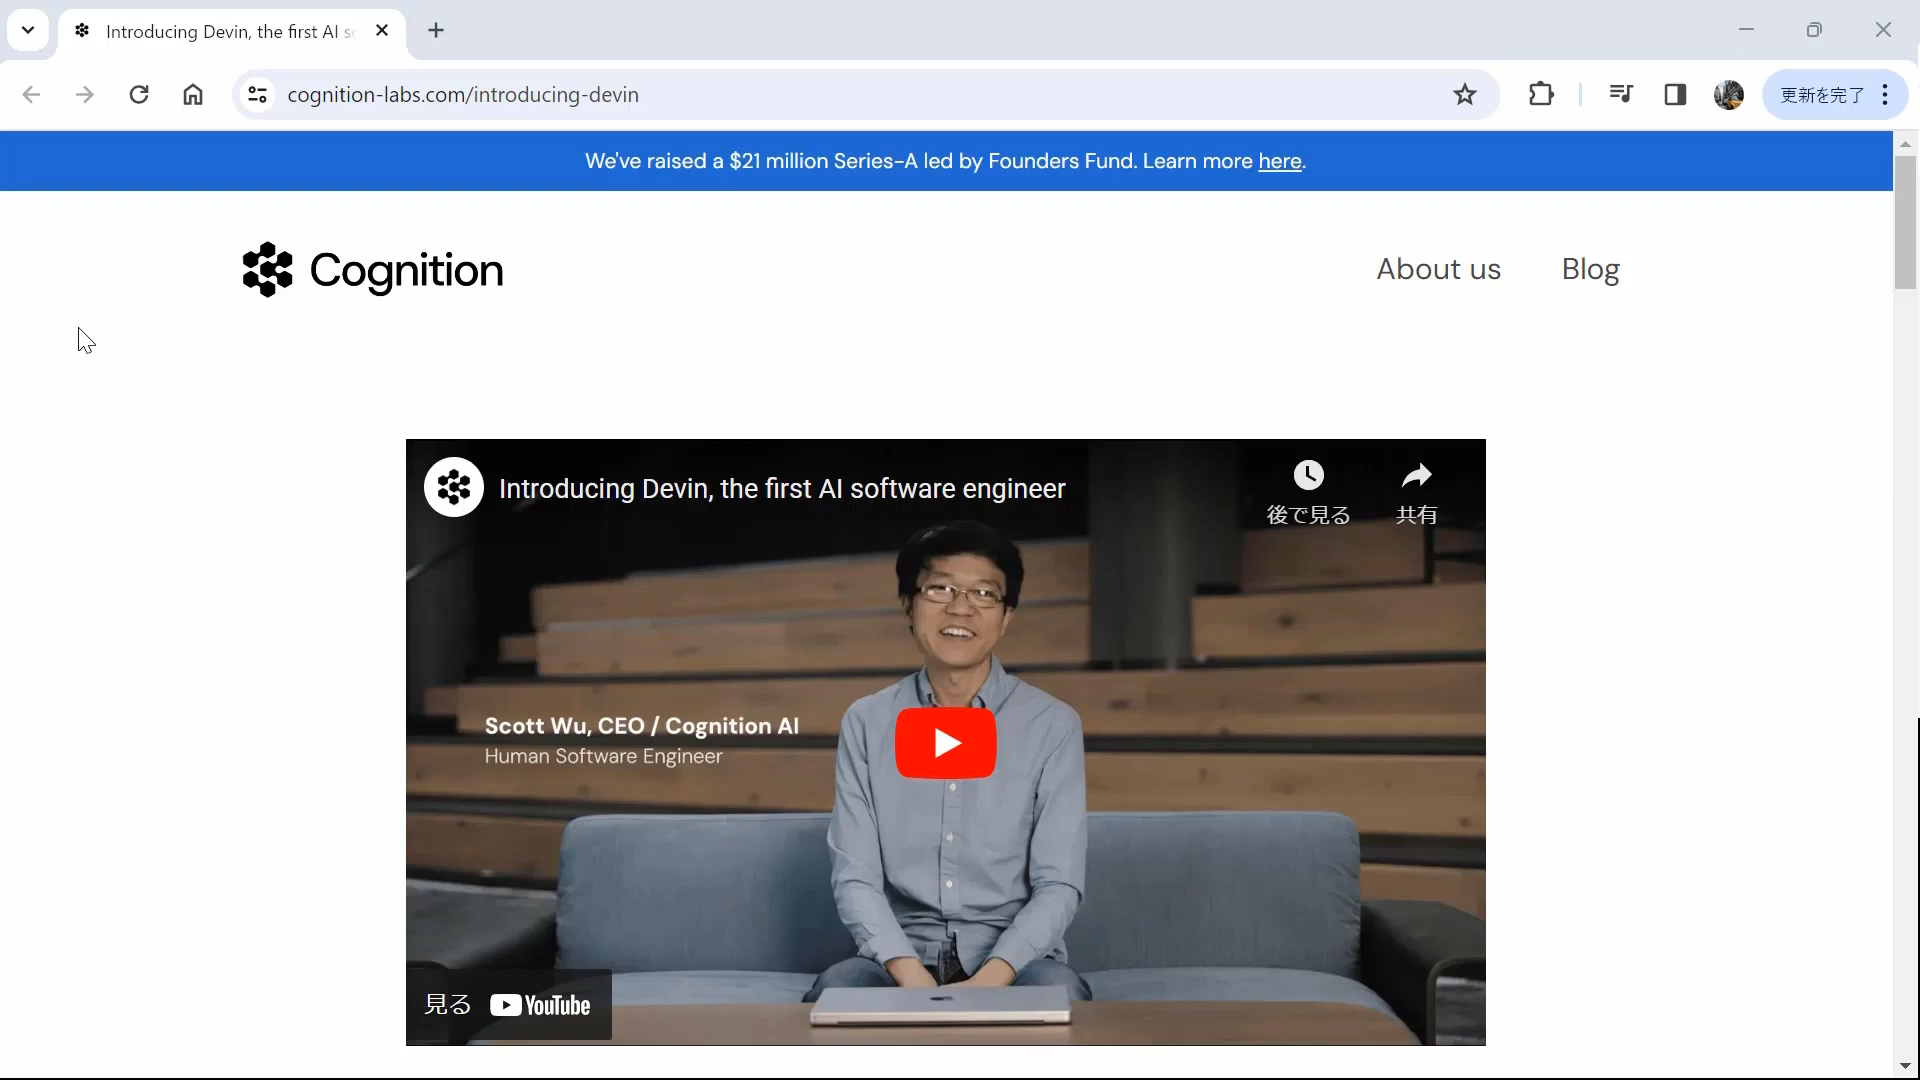 Introducing Devin, the first AI s
cognition-labs.com/introducing-devin
更新を完了
We've raised a $21 million Series-A led by Founders Fund. Learn more here.
Cognition
About us
Blog
Introducing Devin, the first AI software engineer
後で見る
共有
Scott Wu, CEO / Cognition AI
Human Software Engineer
見る YouTube